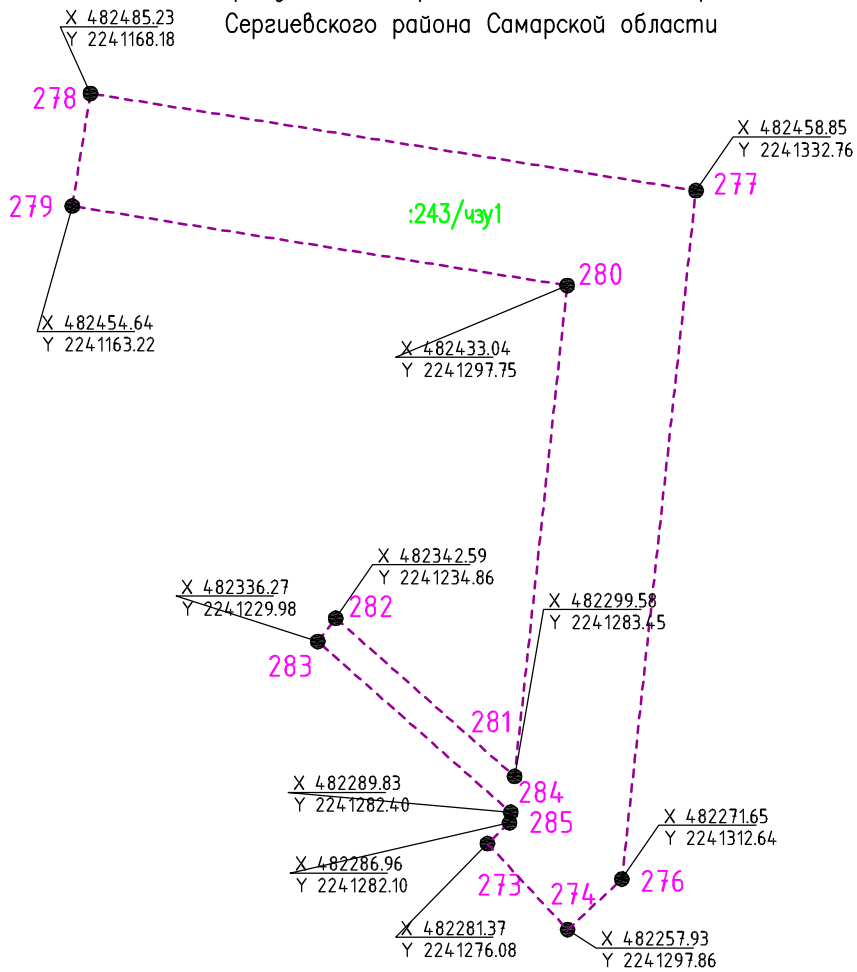 Сергиевского района Самарской области
X 482485.23
Y 2241168.18
278
X 482458.85
Y 2241332.76
277
279
:243/чзу1
280
X 482454.64
Y 2241163.22
X 482433.04
Y 2241297.75
X 482342.59
Y 2241234.86
X 482336.27
Y 2241229.98
282
X 482299.58
Y 2241283.45
283
281
X 482289.83
Y 2241282.40
284
285
X 482271.65
Y 2241312.64
X 482286.96
Y 2241282.10
273
274
276
X 482281.37
Y 2241276.08
X 482257.93
Y 2241297.86